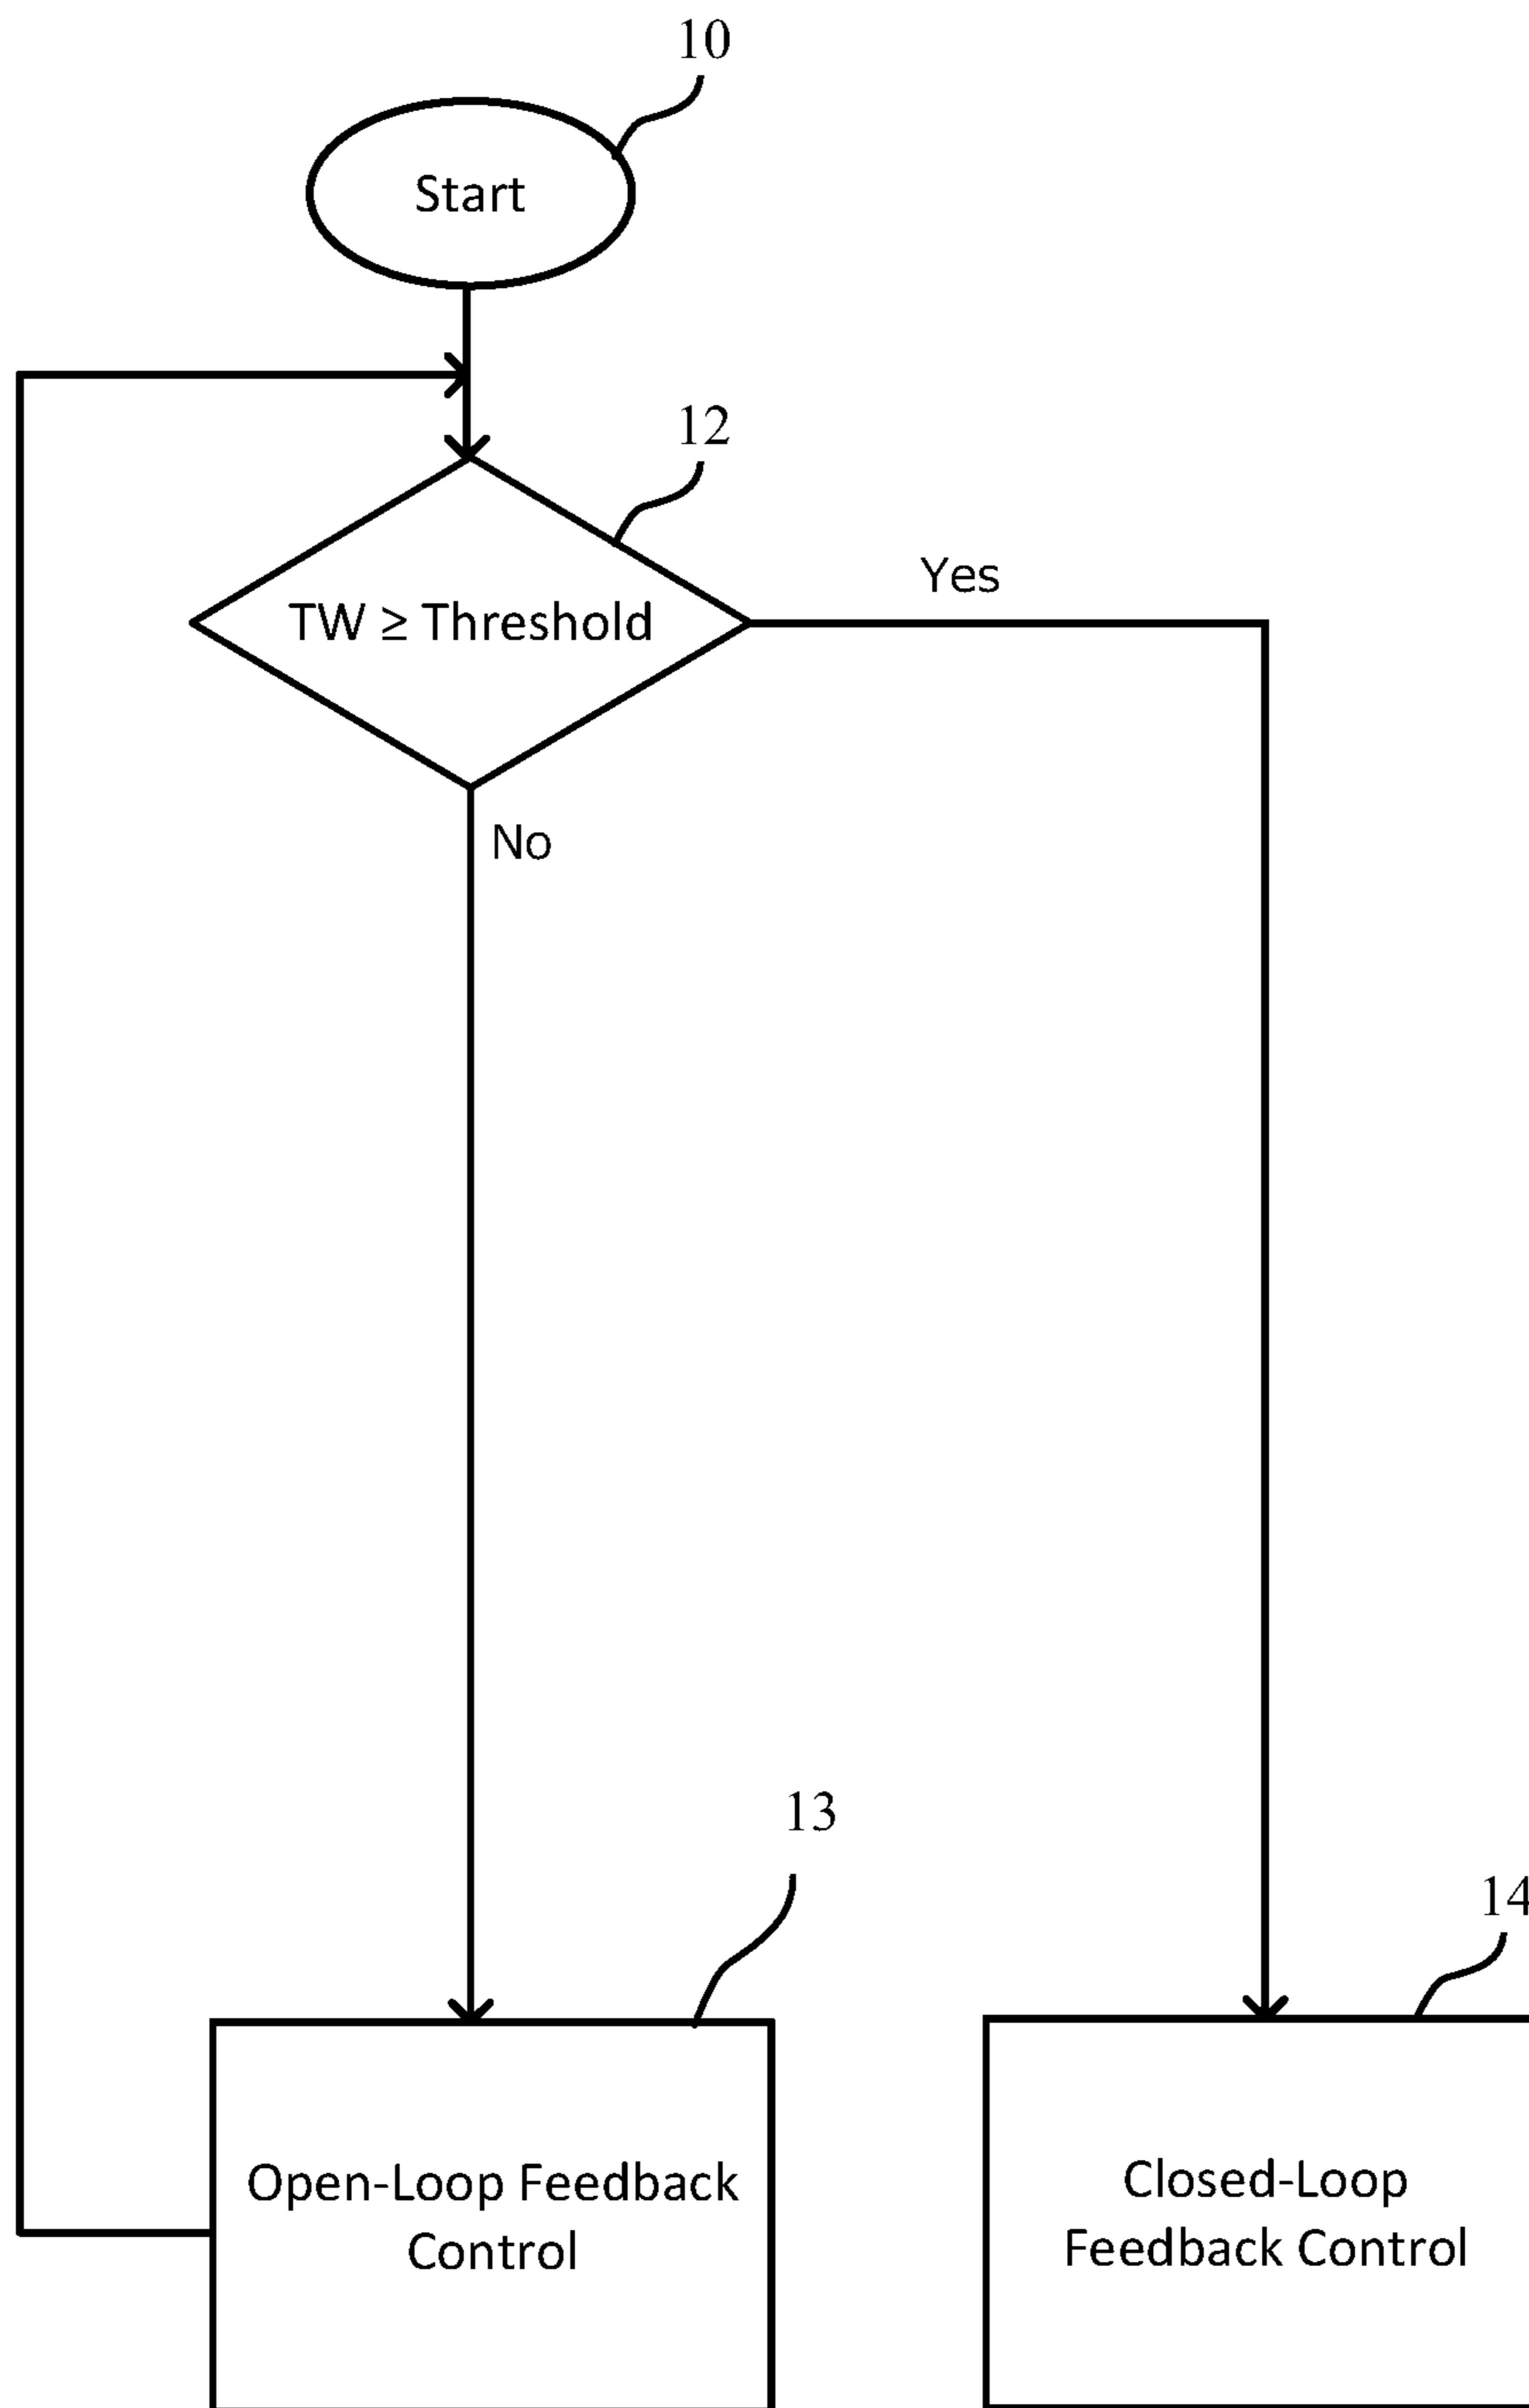 10
Start
12
TW ≥ Threshold
Yes
No
13
14
Open-Loop Feedback
Control
Closed-Loop
Feedback Control